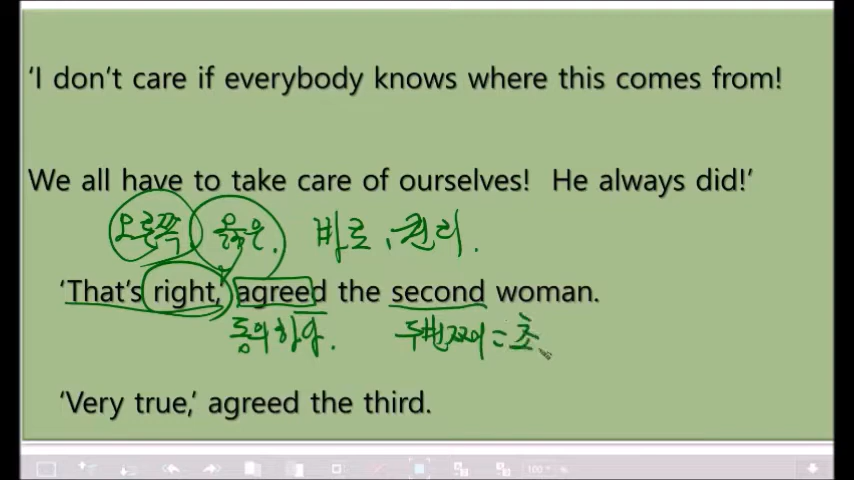 ‘I don’t care if everybody knows where this comes from!
We all have to take care of ourselves!  He always did!’
오른쪽 옳은. 바로, 권리.
‘That’s right,’ agreed the second woman.
동의하다. 두번째의 = 초
‘Very true,’ agreed the third.
100 %